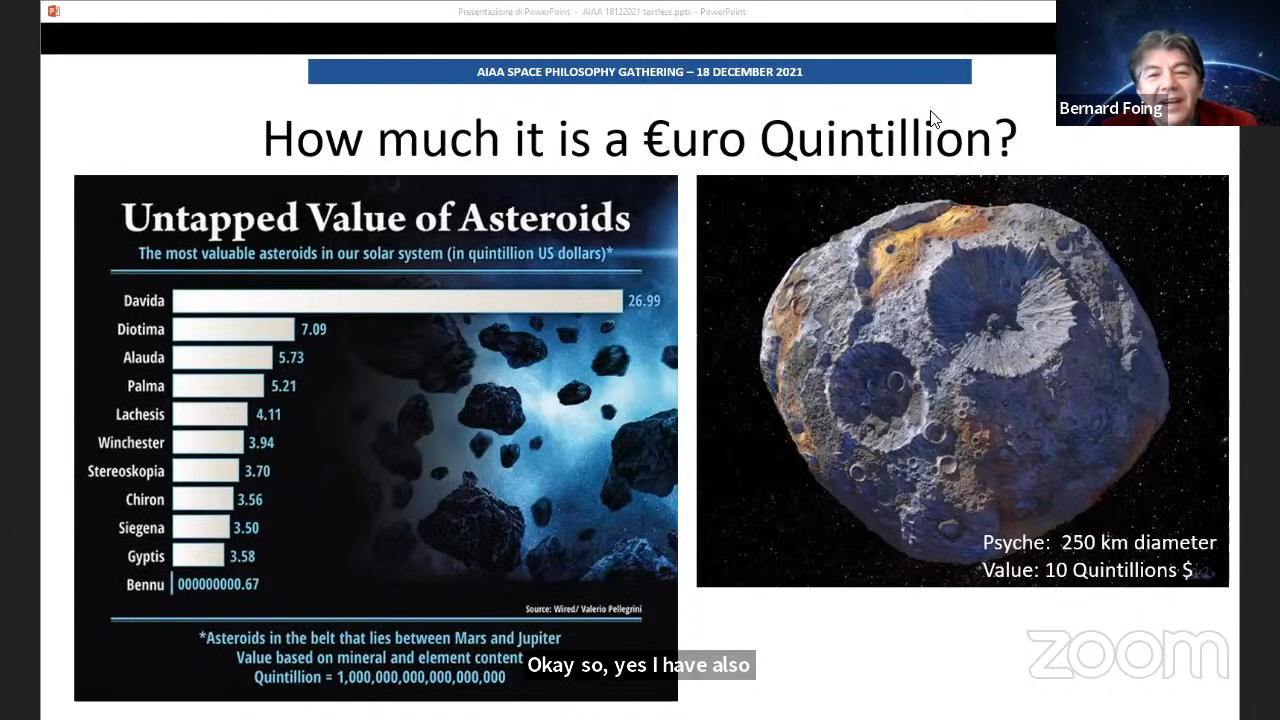 Presentazione di PowerPoint - AIAA 18122021 textless.pptx - PowerPoint
AIAA SPACE PHILOSOPHY GATHERING – 18 DECEMBER 2021
Bernard Foing
How much it is a €uro Quintillion?
Untapped Value of Asteroids
The most valuable asteroids in our solar system (in quintillion US dollars)*
Davida 26.99
Diotima 7.09
Alauda 5.73
Palma 5.21
Lachesis 4.11
Winchester 3.94
Stereoskopia 3.70
Chiron 3.56
Siegena 3.50
Gyptis 3.58
Bennu 000000000.67
Source: Wired/ Valerio Pellegrini
*Asteroids in the belt that lies between Mars and Jupiter
Value based on mineral and element content
Quintillion = 1,000,000,000,000,000,000
Psyche: 250 km diameter
Value: 10 Quintillions $
zoom
Okay so, yes I have also